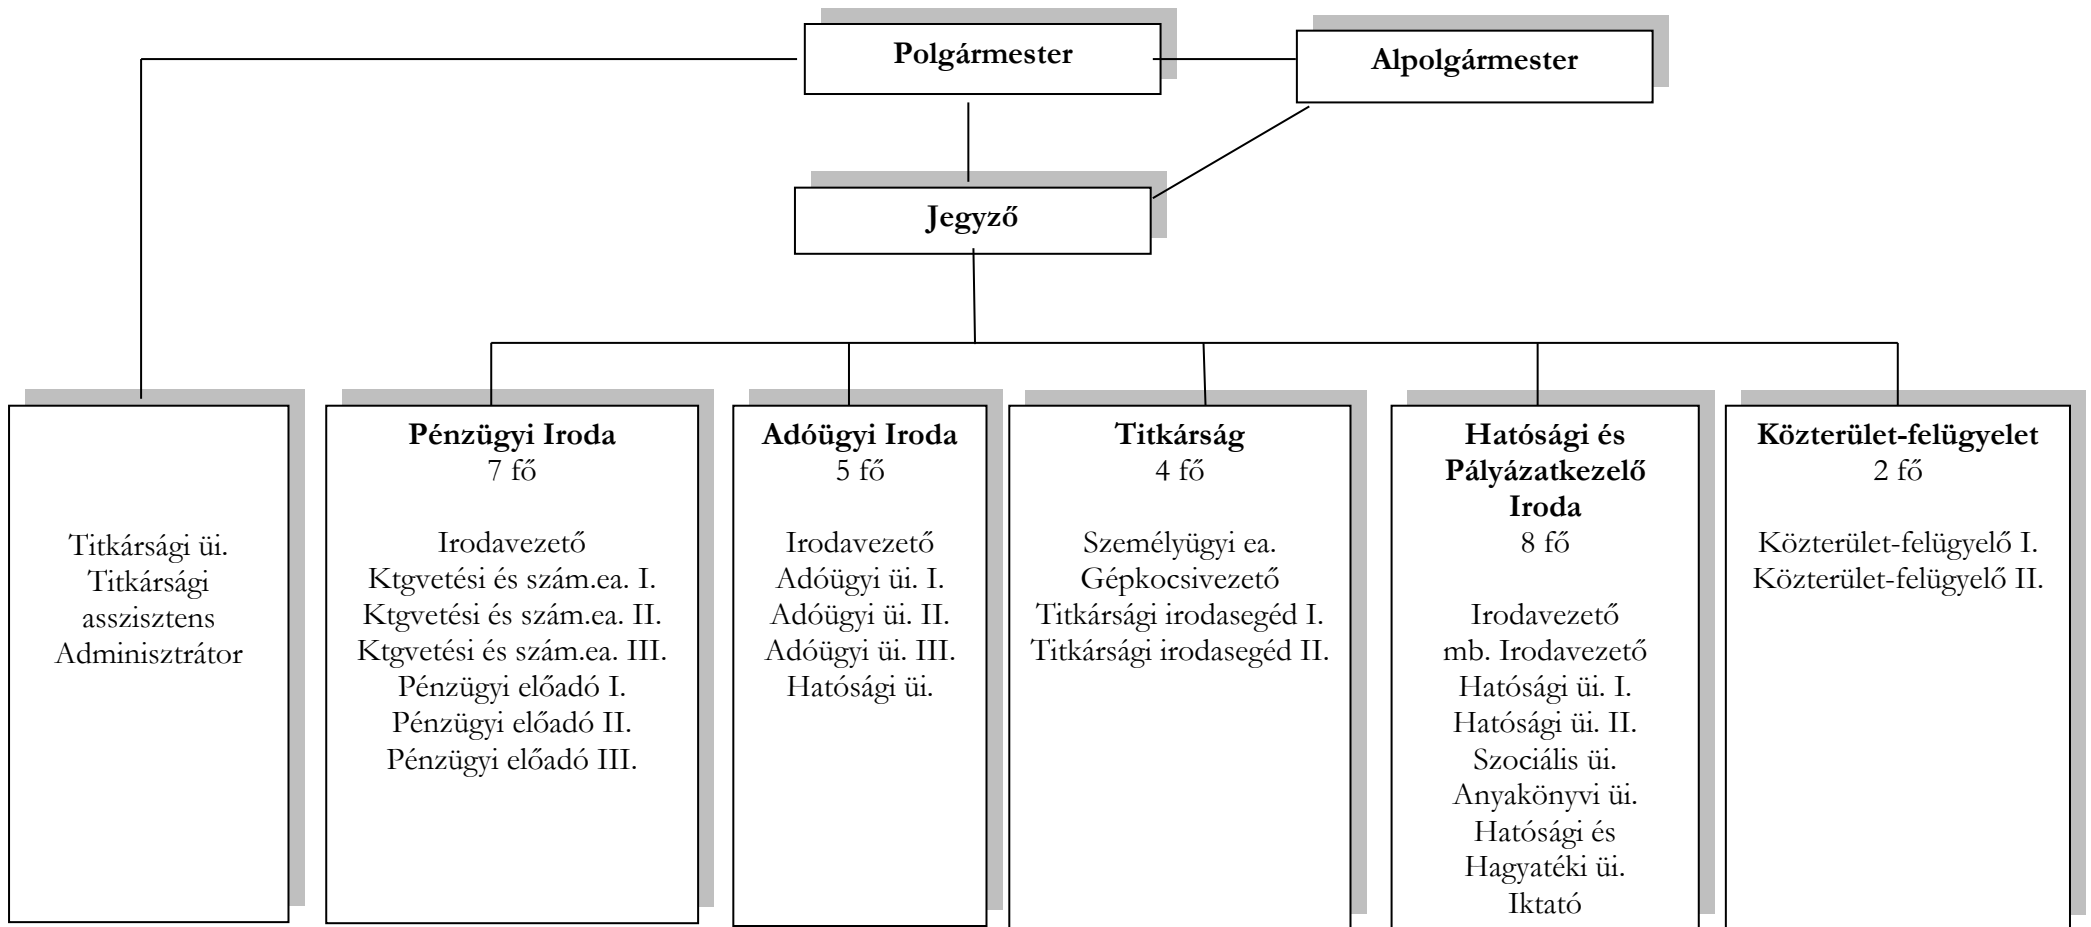 Polgármester
Alpolgármester
Jegyző
Titkársági üi.
Titkársági
asszisztens
Adminisztrátor
Pénzügyi Iroda
7 fő
Irodavezető
Ktgvetési és szám.ea. I.
Ktgvetési és szám.ea. II.
Ktgvetési és szám.ea. III.
Pénzügyi előadó I.
Pénzügyi előadó II.
Pénzügyi előadó III.
Adóügyi Iroda
5 fő
Irodavezető
Adóügyi üi. I.
Adóügyi üi. II.
Adóügyi üi. III.
Hatósági üi.
Titkárság
4 fő
Személyügyi ea.
Gépkocsivezető
Titkársági irodasegéd I.
Titkársági irodasegéd II.
Hatósági és
Pályázatkezelő
Iroda
8 fő
Irodavezető
mb. Irodavezető
Hatósági üi. I.
Hatósági üi. II.
Szociális üi.
Anyakönyvi üi.
Hatósági és
Hagyatéki üi.
Iktató
Közterület-felügyelet
2 fő
Közterület-felügyelő I.
Közterület-felügyelő II.